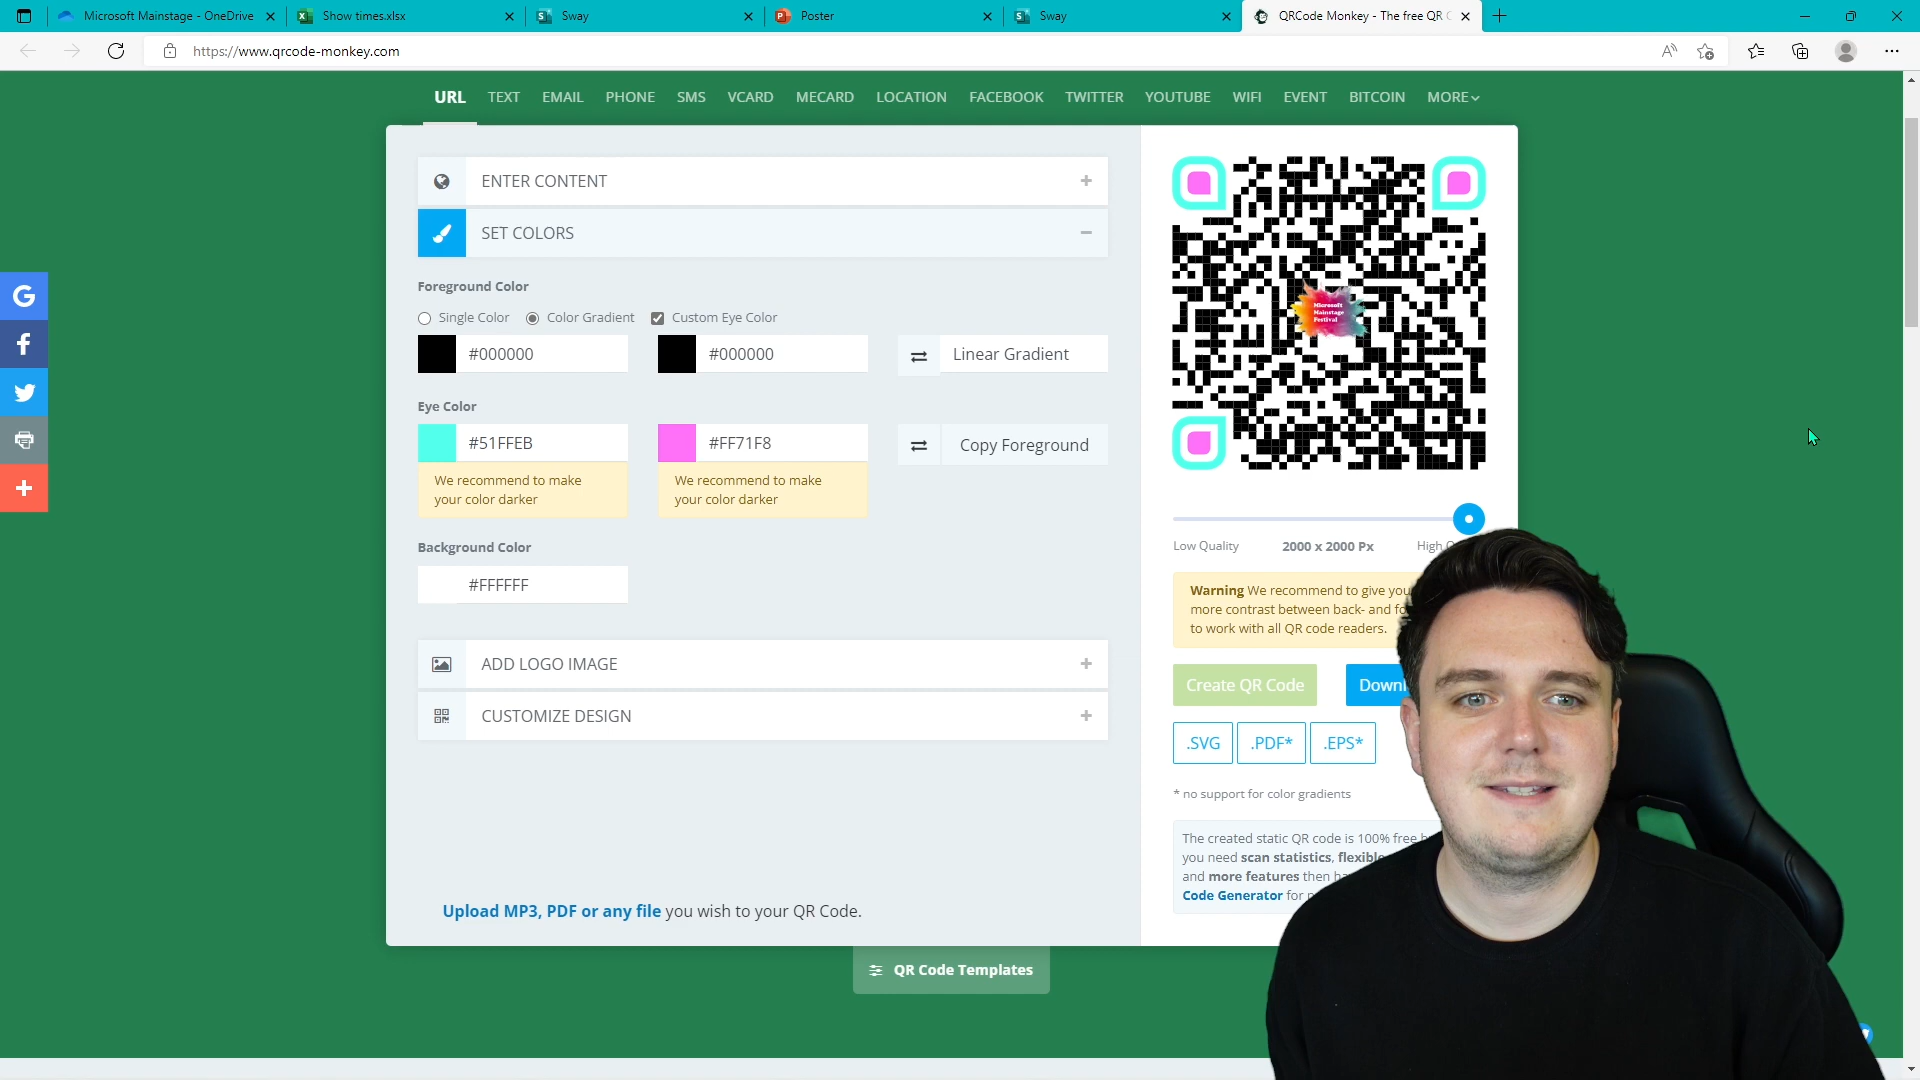 Microsoft Mainstage - OneDrive
Show times.xlsx
Sway
Poster
Sway
QRCode Monkey - The free QR
https://www.qrcode-monkey.com
URL TEXT EMAIL PHONE SMS VCARD MECARD LOCATION FACEBOOK TWITTER YOUTUBE WIFI EVENT BITCOIN MORE
ENTER CONTENT
SET COLORS
Foreground Color
Single Color Color Gradient Custom Eye Color
#000000 #000000 Linear Gradient
Eye Color
#51FFEB #FF71F8 Copy Foreground
We recommend to make
your color darker
We recommend to make
your color darker
Background Color
#FFFFFF
ADD LOGO IMAGE
CUSTOMIZE DESIGN
Upload MP3, PDF or any file you wish to your QR Code.
Microsoft
Mainstage
Festival
Low Quality 2000 x 2000 Px High
Warning We recommend to give you
more contrast between back- and
to work with all QR code readers.
Create QR Code
.SVG .PDF* .EPS*
* no support for color gradients
The created static QR code is 100% free
you need scan statistics, flexible
and more features then
Code Generator for
QR Code Templates